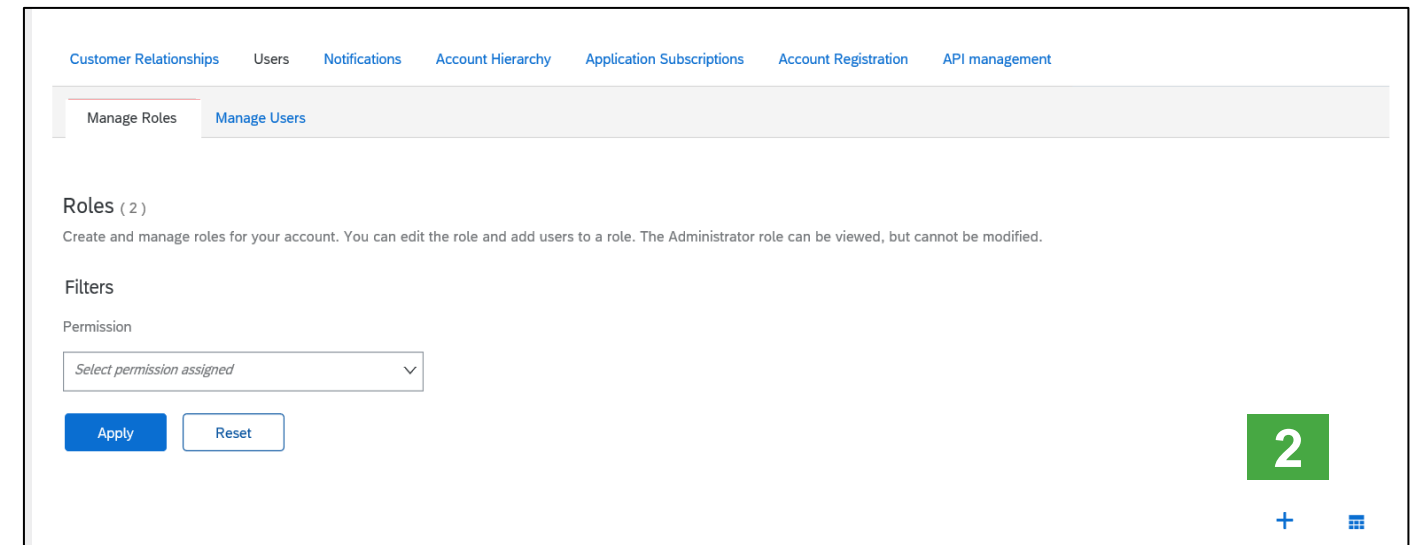 Customer Relationships Users Notifications Account Hierarchy Application Subscriptions Account Registration API management
Manage Roles Manage Users
Roles ( 2 )
Create and manage roles for your account. You can edit the role and add users to a role. The Administrator role can be viewed, but cannot be modified.
Filters
Permission
Select permission assigned
Apply Reset
2